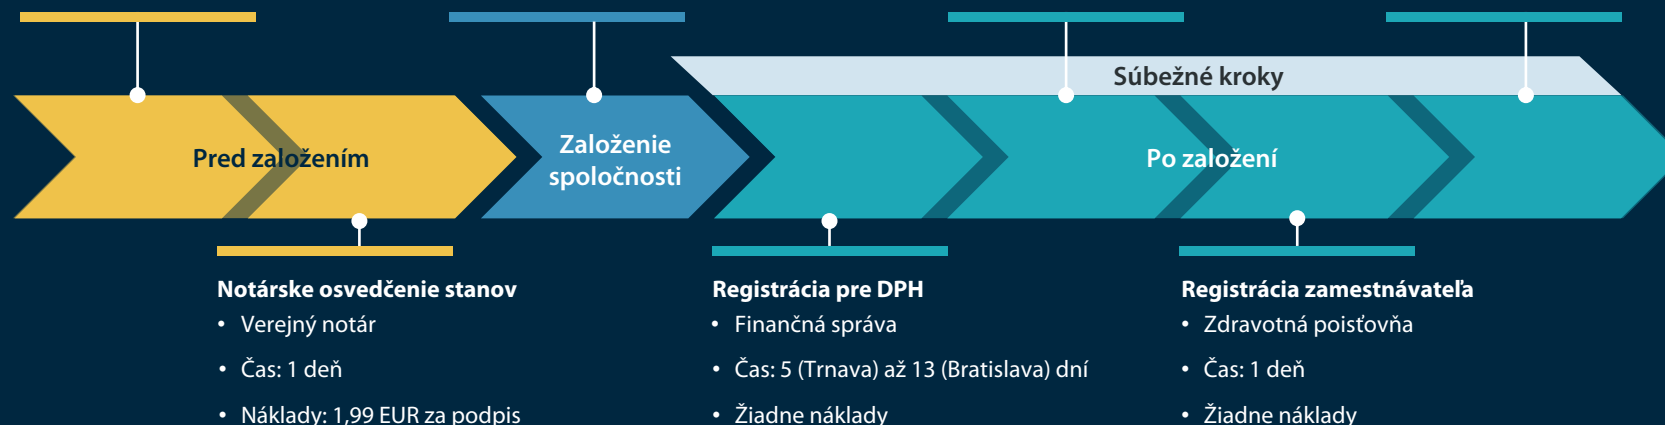 Súbežné kroky
Pred založením
Založenie
spoločnosti
Po založení
Notárske osvedčenie stanov
• Verejný notár
• Čas: 1 deň
• Náklady: 1,99 EUR za podpis
Registrácia pre DPH
• Finančná správa
• Čas: 5 (Trnava) až 13 (Bratislava) dní
• Žiadne náklady
Registrácia zamestnávateľa
• Zdravotná poisťovňa
• Čas: 1 deň
• Žiadne náklady